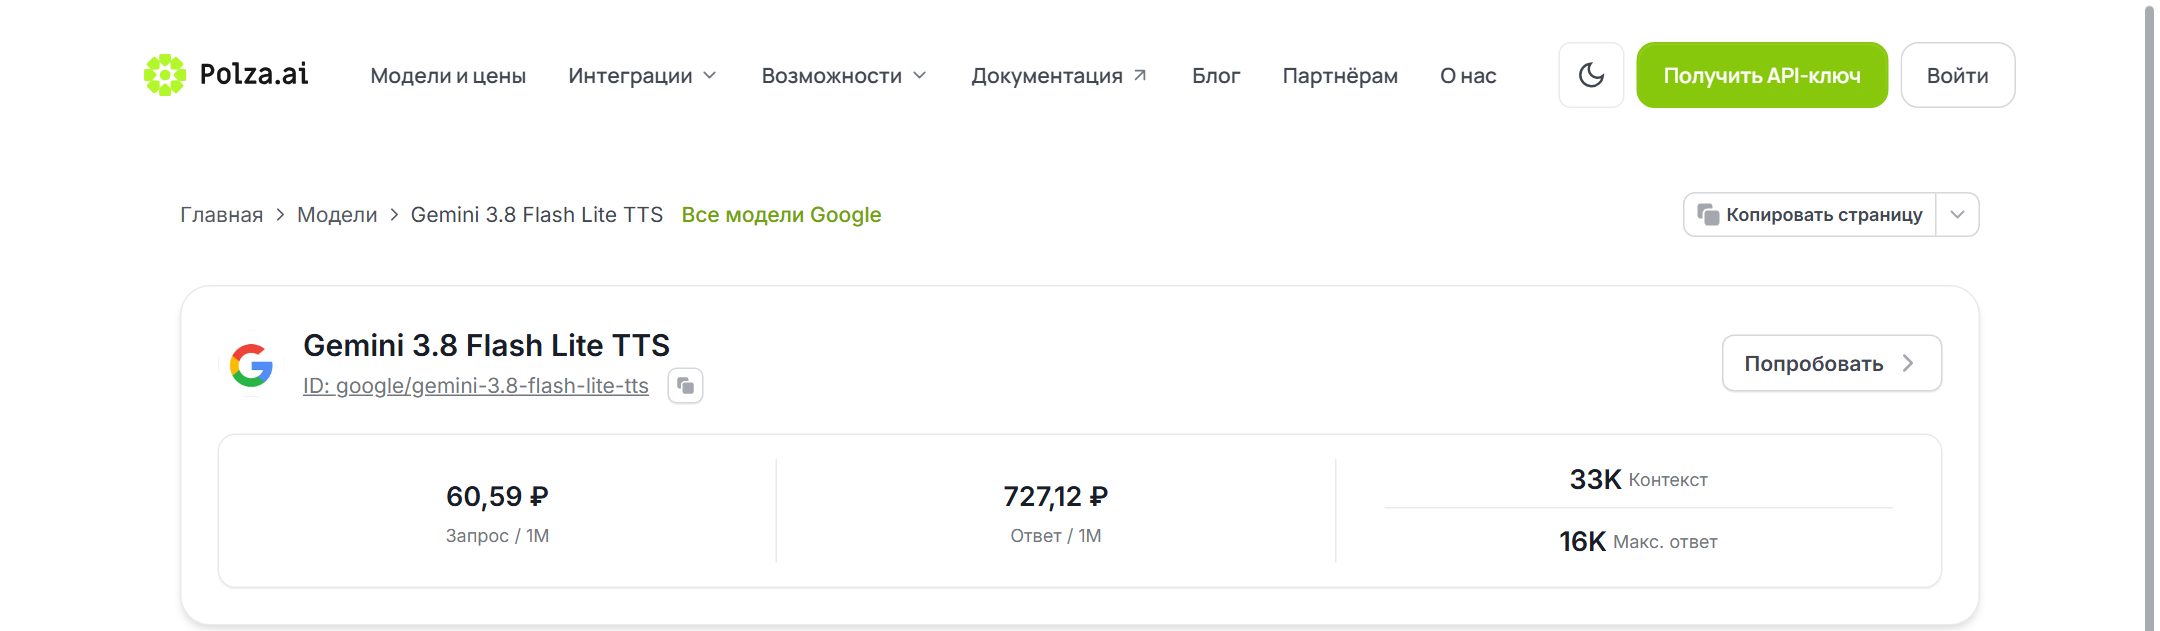 Polza.ai
Модели и цены
Интеграции
Возможности
Документация
Блог
Партнёрам
О нас
Получить API-ключ
Войти
Главная > Модели > Gemini 3.8 Flash Lite TTS Все модели Google
Копировать страницу
Gemini 3.8 Flash Lite TTS
ID: google/gemini-3.8-flash-lite-tts
Попробовать
60,59 ₽
Запрос / 1M
727,12 ₽
Ответ / 1M
33K Контекст
16K Макс. ответ